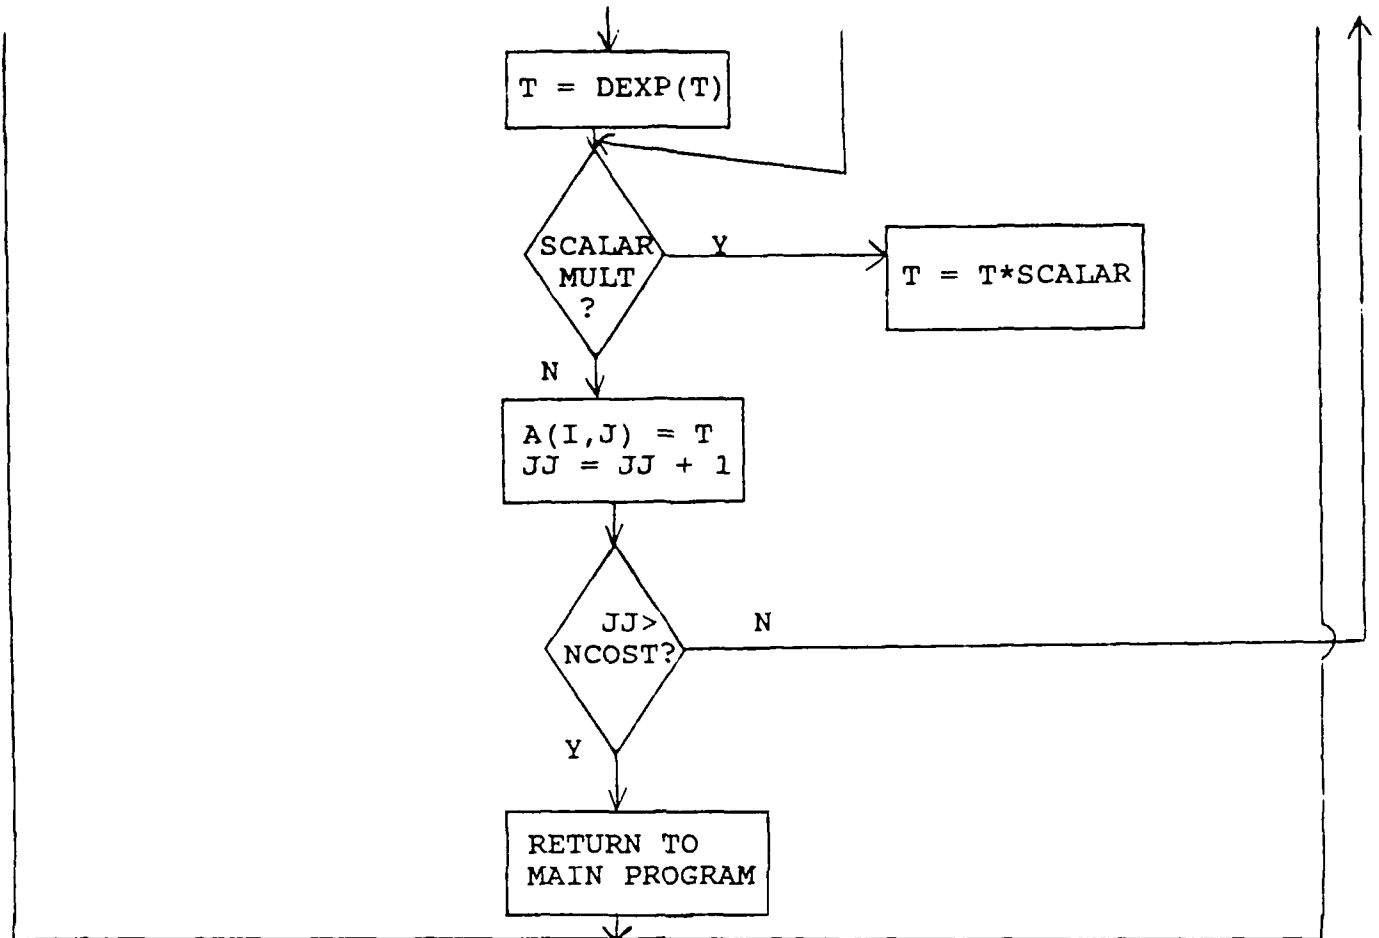 T = DEXP(T)
SCALAR
MULT
?
Y
T = T*SCALAR
N
A(I,J) = T
JJ = JJ + 1
JJ>
NCOST?
N
Y
RETURN TO
MAIN PROGRAM